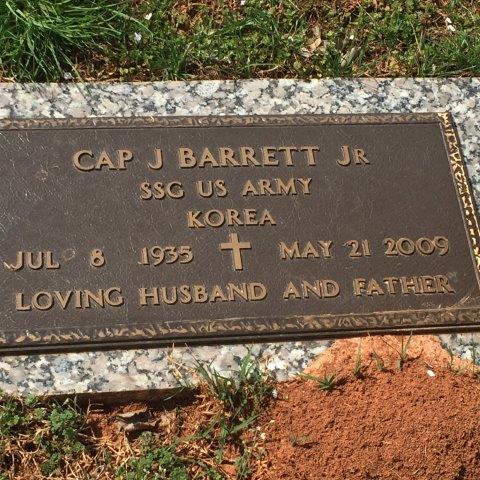 CAP J BARRETT JR
SSG US ARMY
KOREA
JUL 8 1935 MAY 21 2009
LOVING HUSBAND AND FATHER